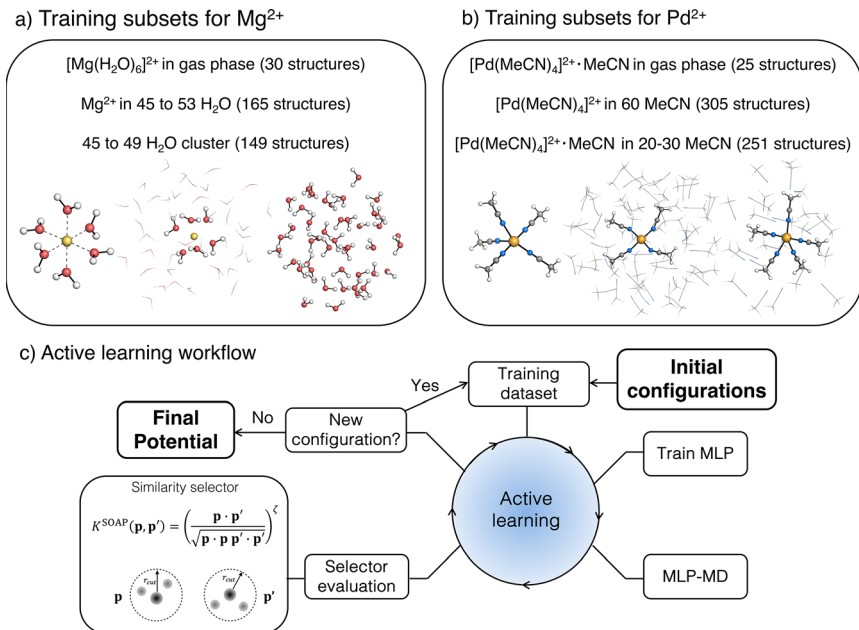 a) Training subsets for Mg²⁺
[Mg(H₂O)₆]²⁺ in gas phase (30 structures)
Mg²⁺ in 45 to 53 H₂O (165 structures)
45 to 49 H₂O cluster (149 structures)
b) Training subsets for Pd²⁺
[Pd(MeCN)₄]²⁺·MeCN in gas phase (25 structures)
[Pd(MeCN)₄]²⁺ in 60 MeCN (305 structures)
[Pd(MeCN)₄]²⁺·MeCN in 20-30 MeCN (251 structures)
c) Active learning workflow
Yes
Training
dataset
Initial
configurations
Final
Potential
No
New
configuration?
Train MLP
Active
learning
Similarity selector
K^SOAP(p, p′) = (p · p′ / √(p · p p′ · p′))^ζ
r_cut
r_cut
p
p′
Selector
evaluation
MLP-MD